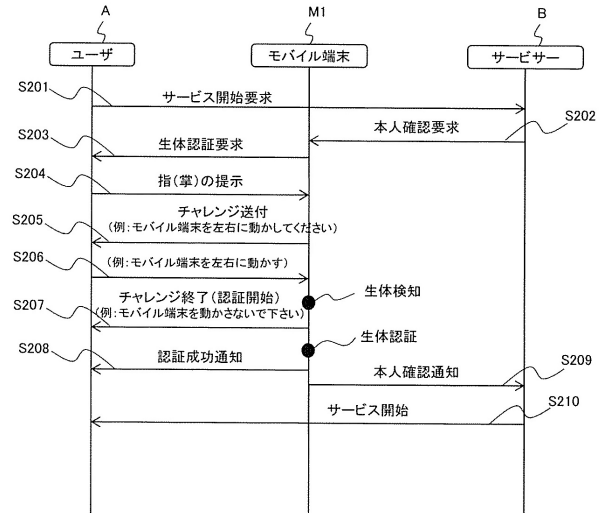 A
M1
B
ユーザ
モバイル端末
サービサー
S201
サービス開始要求
本人確認要求
S202
S203
生体認証要求
S204
指(掌)の提示
チャレンジ送付
S205
(例:モバイル端末を左右に動かしてください)
S206
(例:モバイル端末を左右に動かす)
チャレンジ終了(認証開始)
生体検知
S207
(例:モバイル端末を動かさないで下さい)
生体認証
S208
認証成功通知
本人確認通知
S209
サービス開始
S210